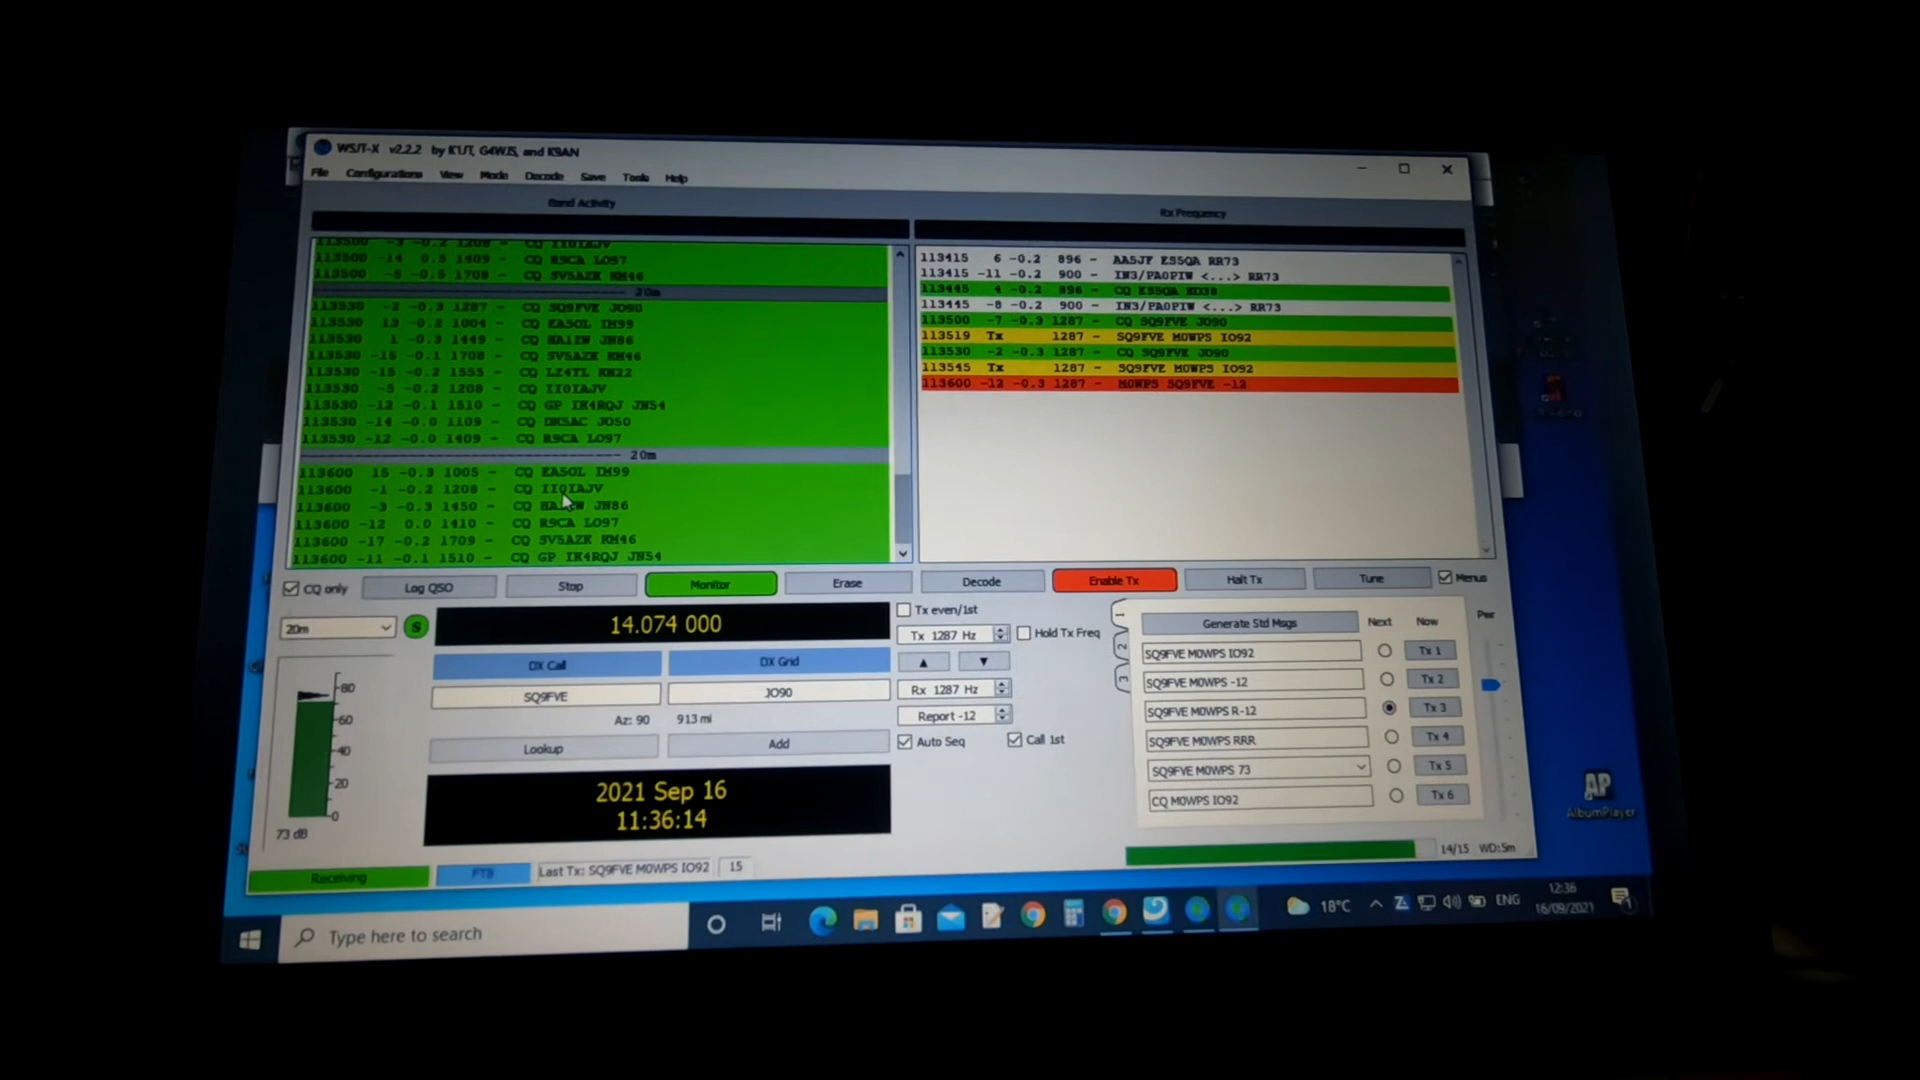 WSJT-X v2.2.2 by K1JT, G4WJS, and K9AN
File Configurations View Mode Decode Save Tools Help
Band Activity
113500 -3 -0.2 1208 ~ CQ II0IAJV
113500 -14 0.5 1409 ~ CQ R9CA LO97
113500 -5 -0.5 1708 ~ CQ SV5AZK KM46
20m
113530 -2 -0.3 1287 ~ CQ SQ9FVE JO90
113530 13 -0.2 1004 ~ CQ EA5OL IM99
113530 1 -0.3 1449 ~ CQ HA1ZW JN86
113530 -15 -0.1 1708 ~ CQ SV5AZK KM46
113530 -15 -0.2 1555 ~ CQ LZ4TL KN22
113530 -5 -0.2 1208 ~ CQ II0IAJV
113530 -12 -0.1 1510 ~ CQ GP IK4RQJ JN54
113530 -14 -0.0 1109 ~ CQ DK5AC JO50
113530 -12 -0.0 1409 ~ CQ R9CA LO97
20m
113600 15 -0.3 1005 ~ CQ EA5OL IM99
113600 -1 -0.2 1208 ~ CQ II0IAJV
113600 -3 -0.3 1450 ~ CQ HA1ZW JN86
113600 -12 0.0 1410 ~ CQ R9CA LO97
113600 -17 -0.2 1709 ~ CQ SV5AZK KM46
113600 -11 -0.1 1510 ~ CQ GP IK4RQJ JN54
Rx Frequency
113415 6 -0.2 896 ~ AA5JF ES5QA RR73
113415 -11 -0.2 900 ~ IN3/PA0PIW <...> RR73
113445 4 -0.2 896 ~ CQ ES5QA KO38
113445 -8 -0.2 900 ~ IN3/PA0PIW <...> RR73
113500 -7 -0.3 1287 ~ CQ SQ9FVE JO90
113519 Tx 1287 ~ SQ9FVE M0WPS IO92
113530 -2 -0.3 1287 ~ CQ SQ9FVE JO90
113545 Tx 1287 ~ SQ9FVE M0WPS IO92
113600 -12 -0.3 1287 ~ M0WPS SQ9FVE -12
CQ only Log QSO Stop Monitor Erase Decode Enable Tx Halt Tx Tune Menus
20m S 14.074 000
DX Call DX Grid
SQ9FVE JO90
Az: 90 913 mi
Lookup Add
2021 Sep 16
11:36:14
80
60
40
20
0
73 dB
Tx even/1st
Tx 1287 Hz Hold Tx Freq
Rx 1287 Hz
Report -12
Auto Seq Call 1st
1
2
3
Generate Std Msgs Next Now Pwr
SQ9FVE M0WPS IO92 Tx 1
SQ9FVE M0WPS -12 Tx 2
SQ9FVE M0WPS R-12 Tx 3
SQ9FVE M0WPS RRR Tx 4
SQ9FVE M0WPS 73 Tx 5
CQ M0WPS IO92 Tx 6
Receiving FT8 Last Tx: SQ9FVE M0WPS IO92 15 14/15 WD:5m
AP
AlbumPlayer
Type here to search 18°C ENG 12:36
16/09/2021
1